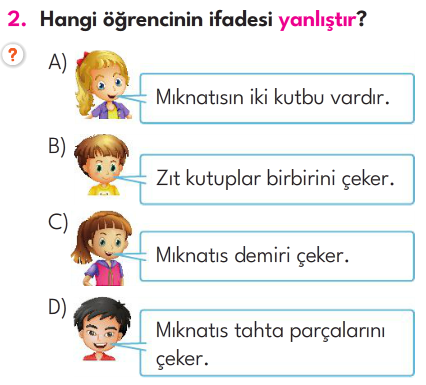 2. Hangi öğrencinin ifadesi yanlıştır?
?
A)
Mıknatısın iki kutbu vardır.
B)
Zıt kutuplar birbirini çeker.
C)
Mıknatıs demiri çeker.
D)
Mıknatıs tahta parçalarını
çeker.